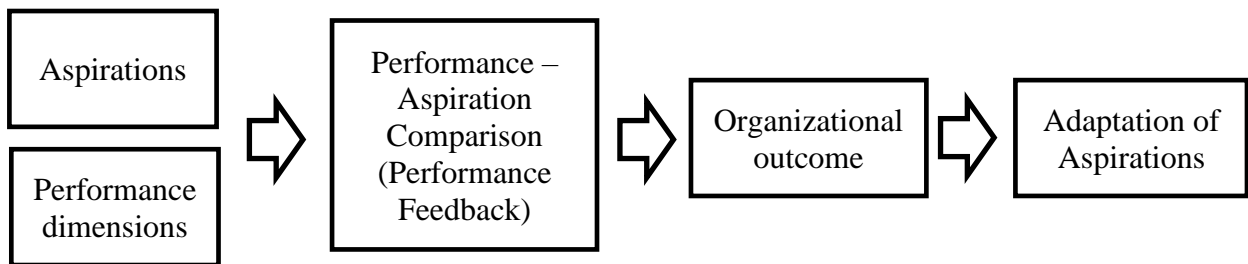 Aspirations
Performance
dimensions
Performance –
Aspiration
Comparison
(Performance
Feedback)
Organizational
outcome
Adaptation of
Aspirations